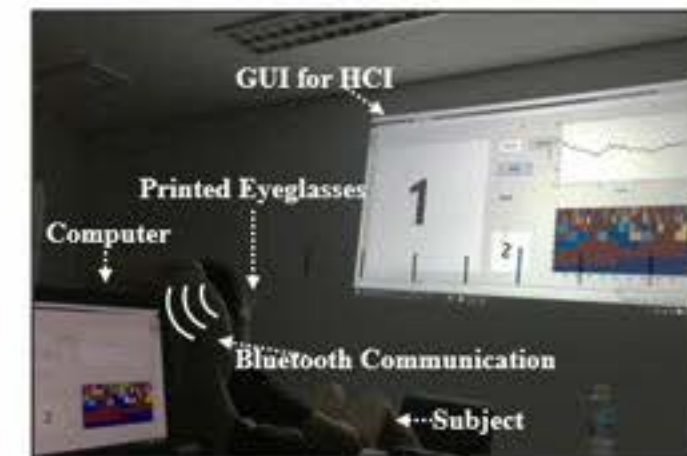 GUI for HCI
1
Printed Eyeglasses
Computer
2
Bluetooth Communication
Subject